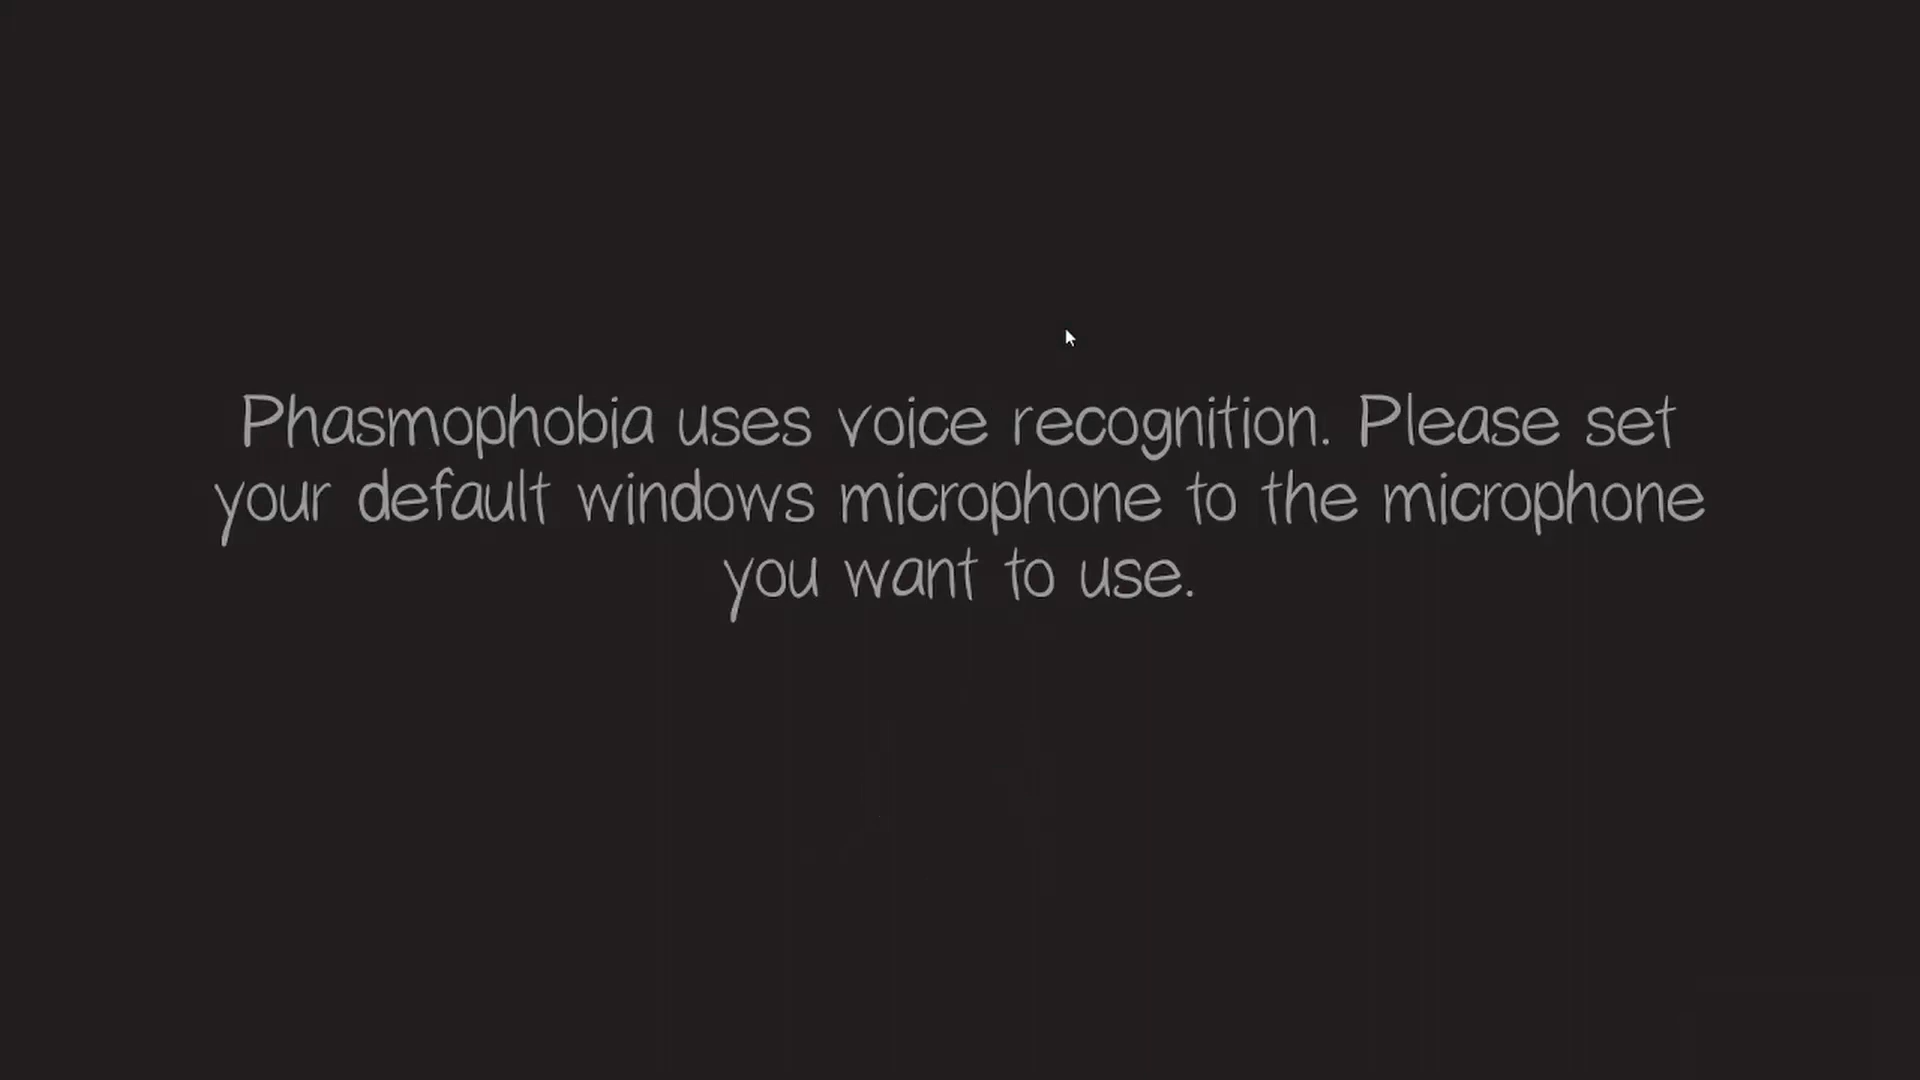 Phasmophobia uses voice recognition. Please set
your default windows microphone to the microphone
you want to use.